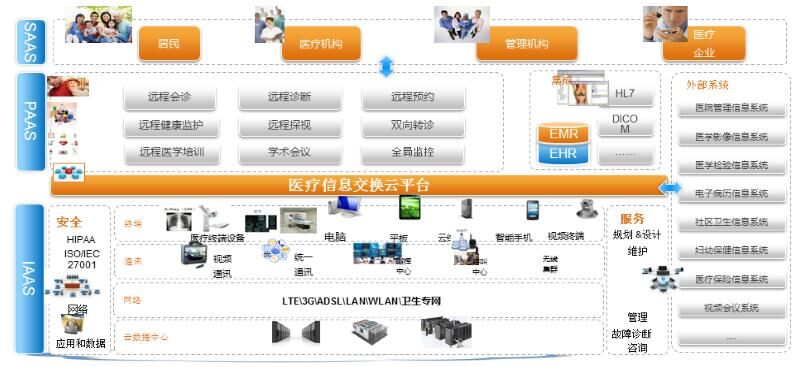 SAAS
居民
医疗机构
管理机构
医疗
企业
PAAS
远程会诊
远程诊断
远程预约
远程健康监护
远程探视
双向转诊
远程医学培训
学术会议
全局监控
集成
HL7
DICO
M
……
EMR
EHR
医疗信息交换云平台
外部系统
医院管理信息系统
医学影像信息系统
医学检验信息系统
电子病历信息系统
社区卫生信息系统
妇幼保健信息系统
医疗保险信息系统
视频会议系统
....
IAAS
安全
HIPAA
ISO/IEC
27001
网络
应用和数据
终端
医疗终端设备
电脑
平板
智能手机
视频终端
通讯
视频
通讯
统一
通讯
中心
中心
无线
集群
网络
LTE\3G\ADSL\LAN\WLAN\卫生专网
云数据中心
服务
规划 &设计
维护
管理
故障诊断
咨询